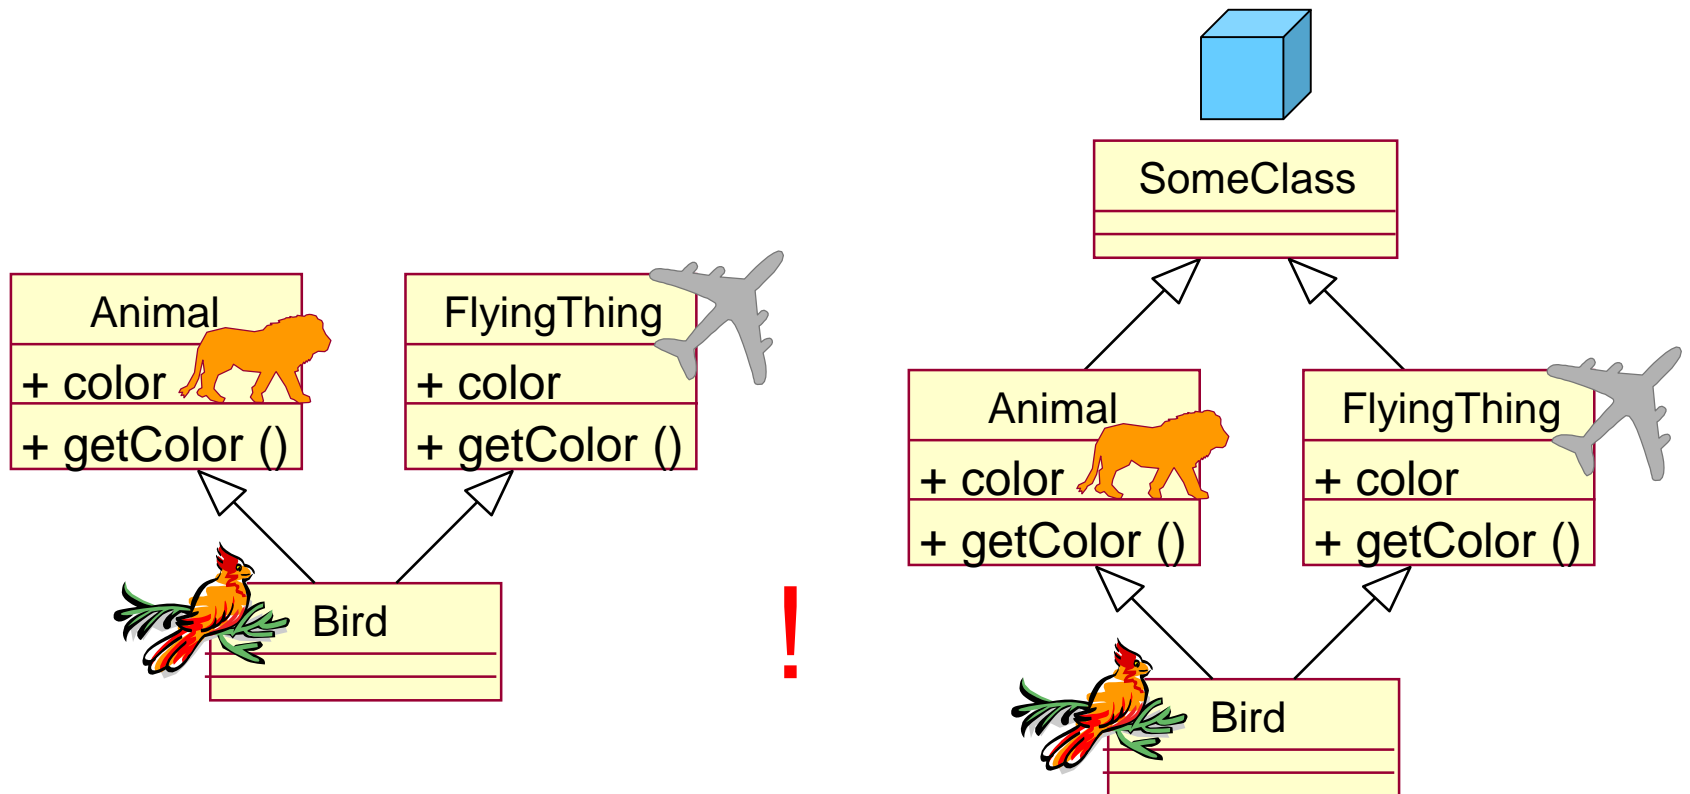 Animal
+ color
+ getColor ()
FlyingThing
+ color
+ getColor ()
Bird
!
SomeClass
Animal
+ color
+ getColor ()
FlyingThing
+ color
+ getColor ()
Bird